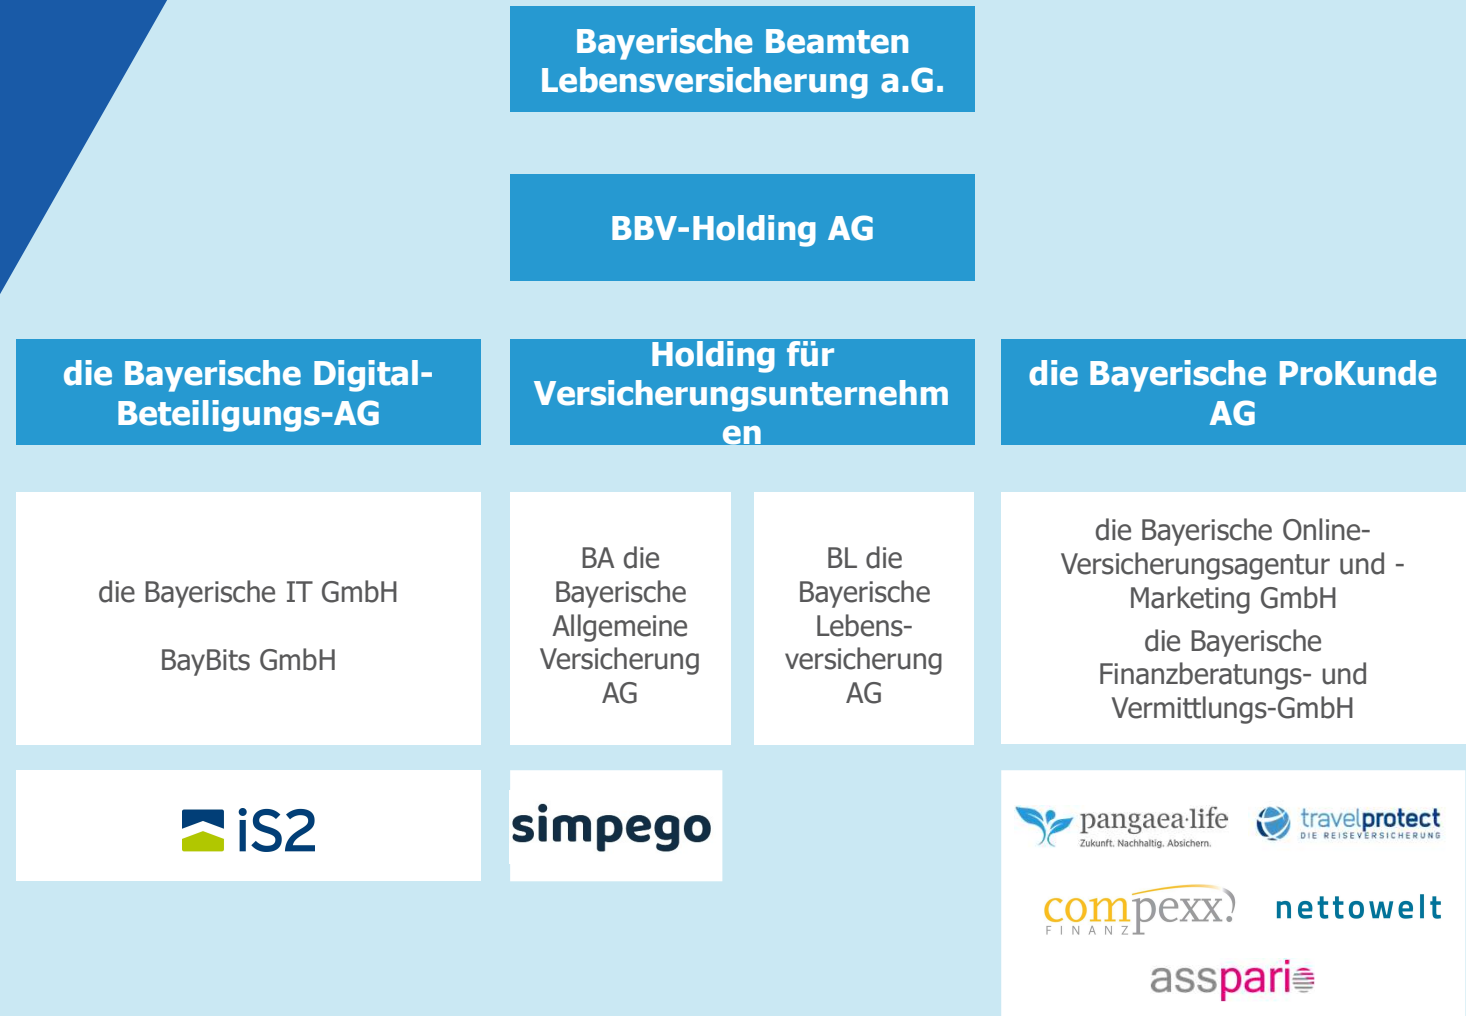 Bayerische Beamten
Lebensversicherung a.G.
BBV-Holding AG
die Bayerische Digital-
Beteiligungs-AG
Holding für
Versicherungsunternehm
en
die Bayerische ProKunde
AG
die Bayerische IT GmbH
BayBits GmbH
BA die
Bayerische
Allgemeine
Versicherung
AG
BL die
Bayerische
Lebens-
versicherung
AG
die Bayerische Online-
Versicherungsagentur und -
Marketing GmbH
die Bayerische
Finanzberatungs- und
Vermittlungs-GmbH
iS2
simpego
pangaea·life
Zukunft. Nachhaltig. Absichern.
travelprotect
DIE REISEVERSICHERUNG
compexx
FINANZ
nettowelt
asspario